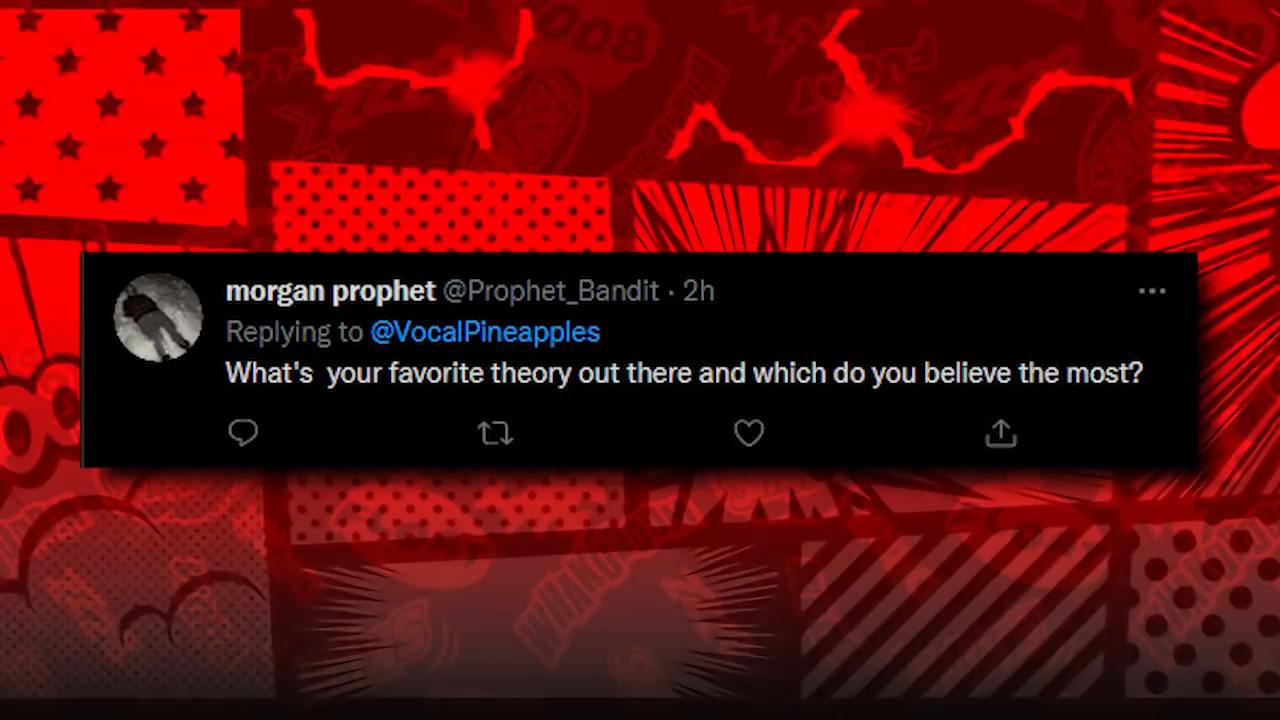 morgan prophet @Prophet_Bandit · 2h
Replying to @VocalPineapples
What's  your favorite theory out there and which do you believe the most?